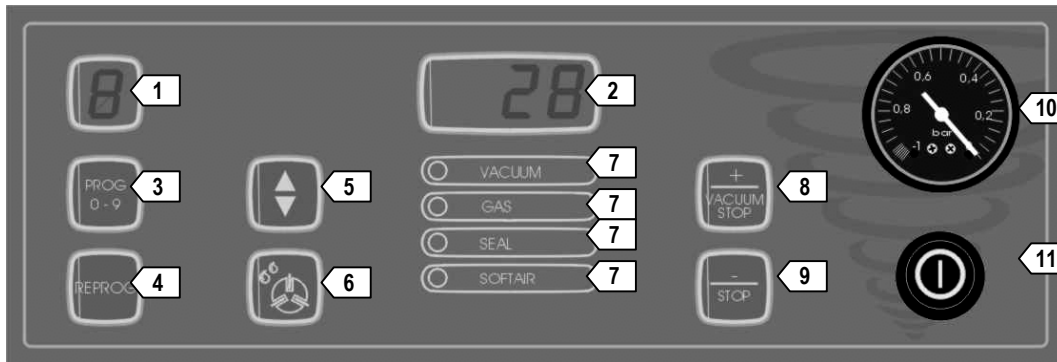 8
1
28
2
PROG
0 - 9
3
REPROG
4
5
6
VACUUM
7
GAS
7
SEAL
7
SOFTAIR
7
+
VACUUM
STOP
8
-
STOP
9
0,6
0,4
0,8
0,2
bar
-1
10
11